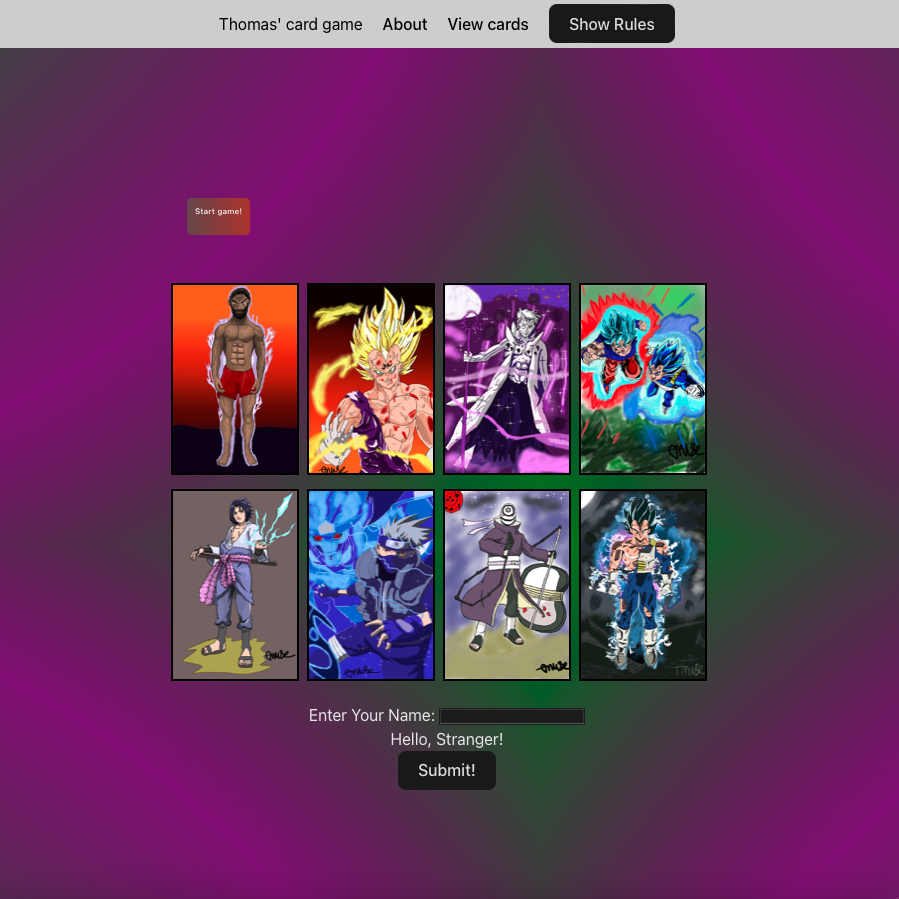 Thomas' card game About View cards Show Rules
Start game!
Enter Your Name:
Hello, Stranger!
Submit!